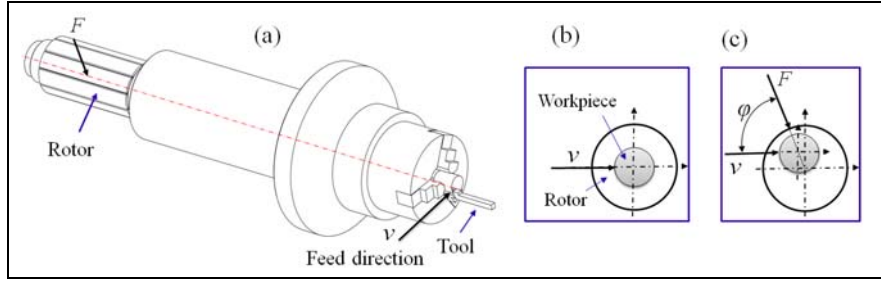 (a)
F
Rotor
v
Feed direction
Tool
(b)
Workpiece
v
Rotor
(c)
F
φ
v